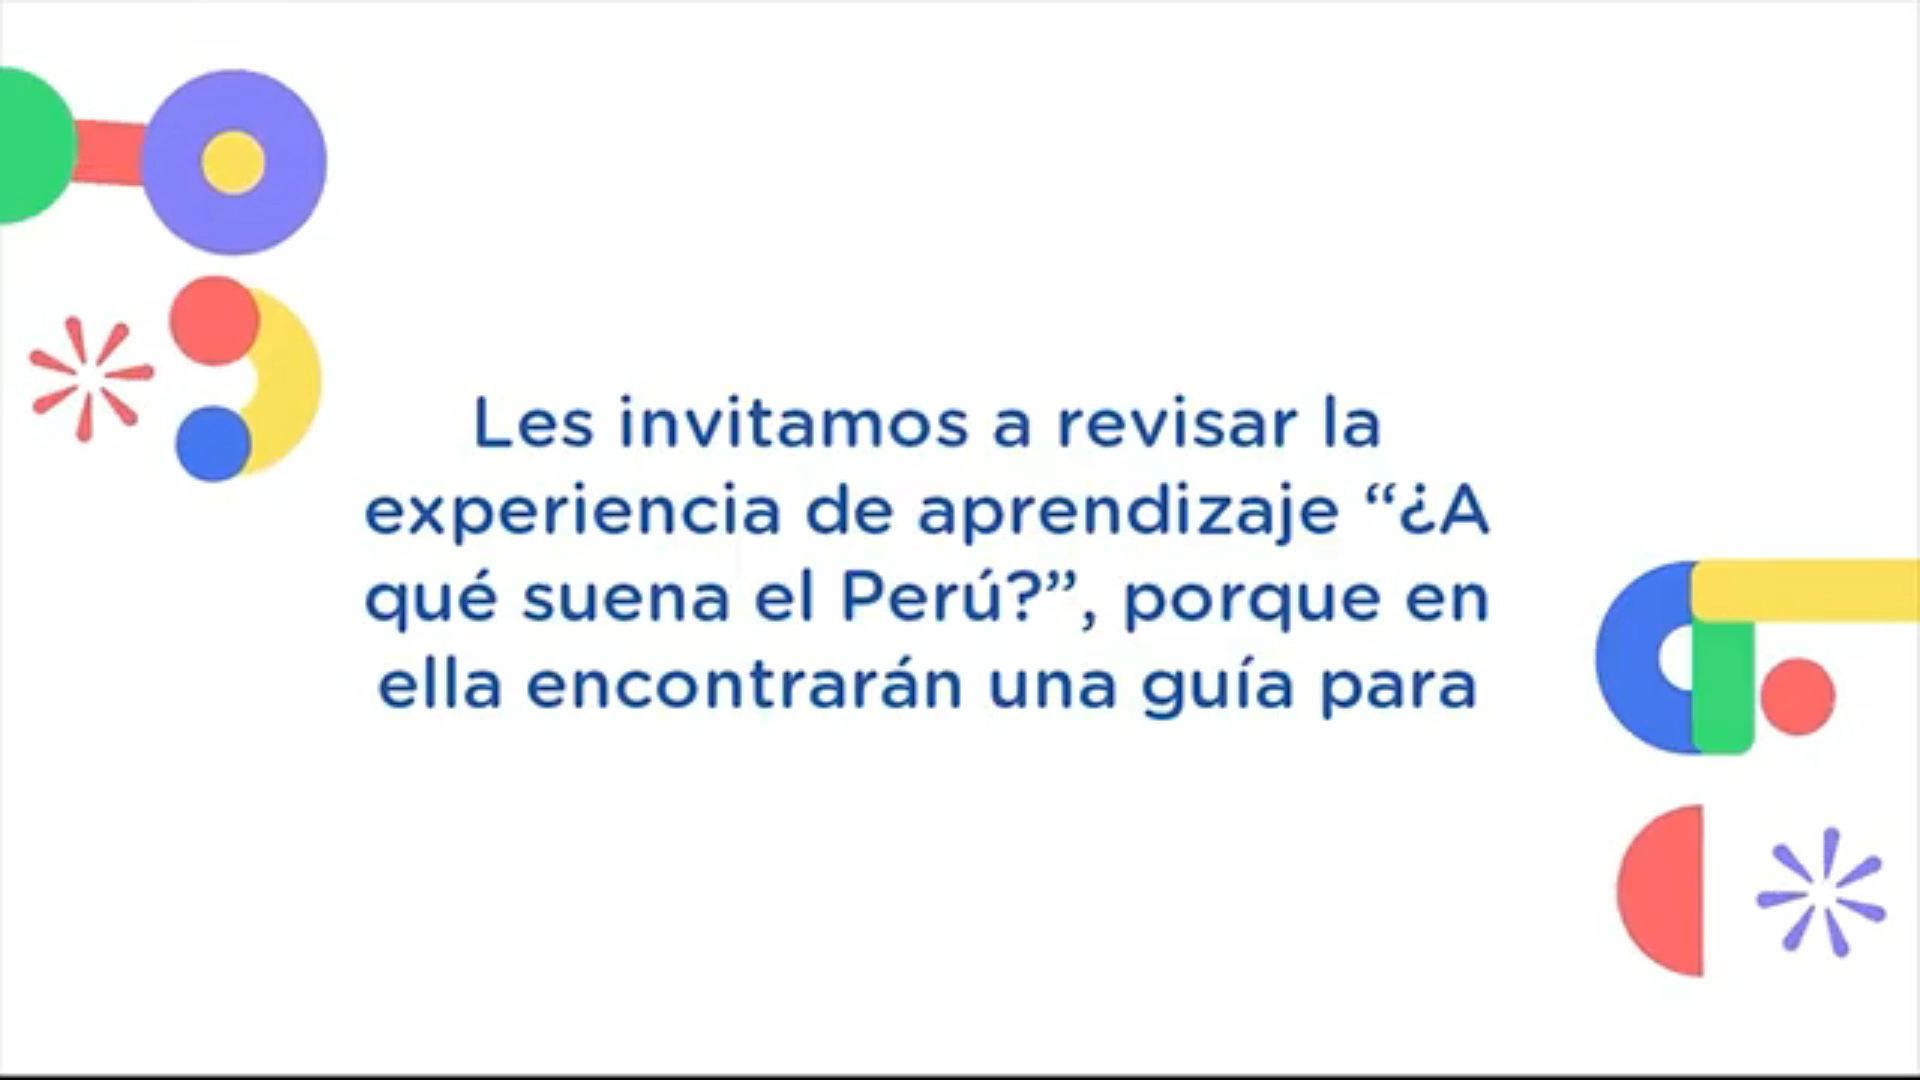 Les invitamos a revisar la
experiencia de aprendizaje “¿A
qué suena el Perú?”, porque en
ella encontrarán una guía para